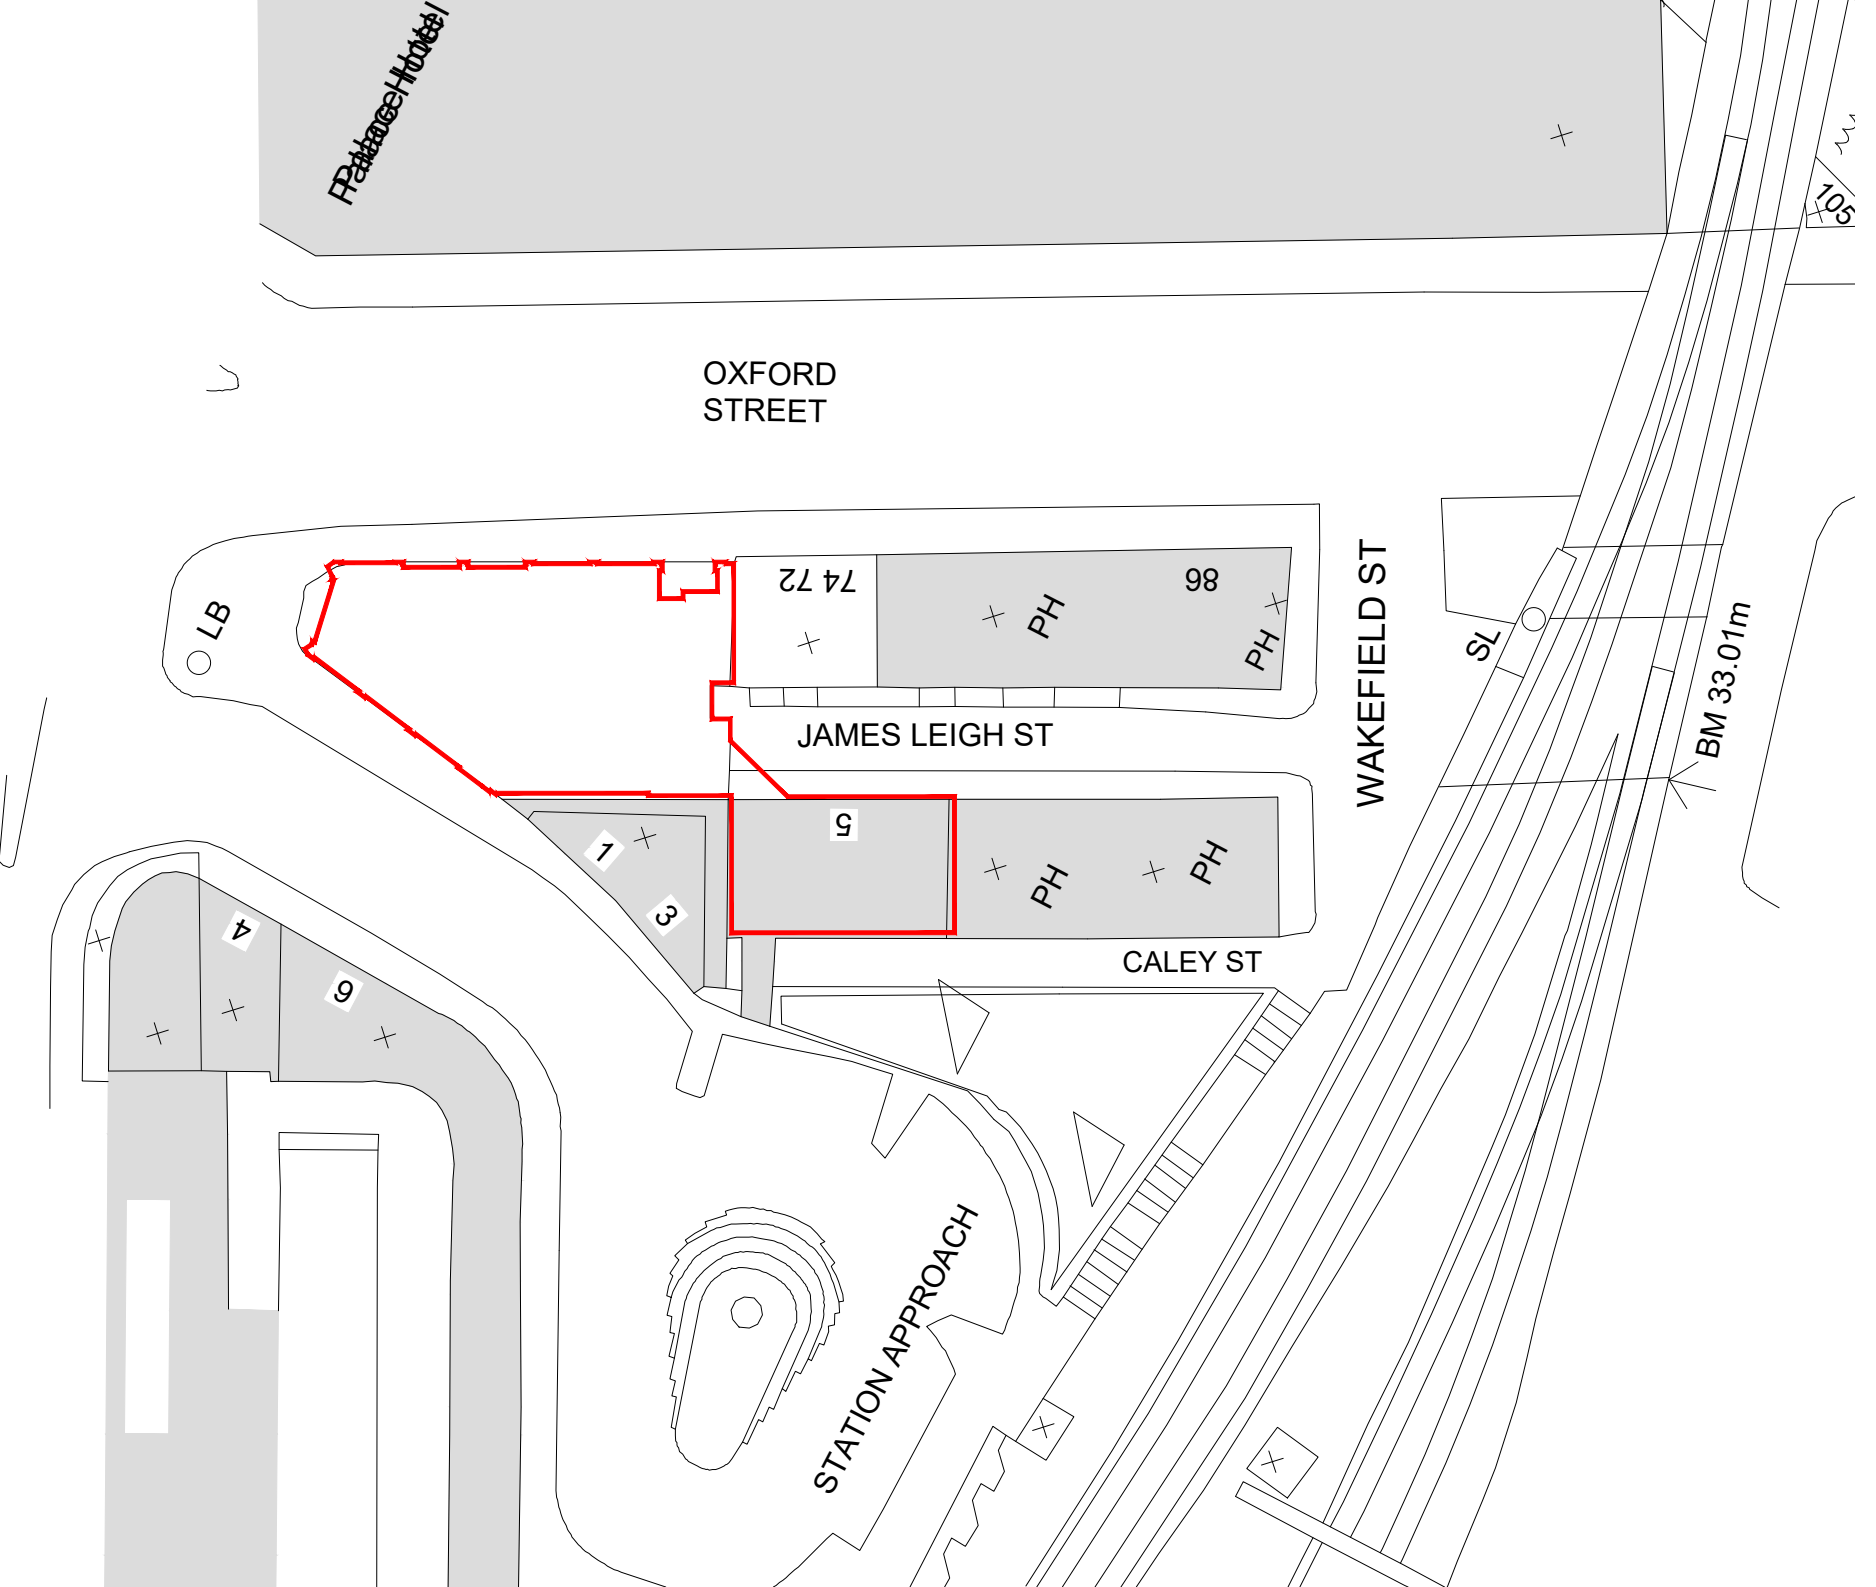 Palace Hotel
105
OXFORD
STREET
LB
74 72
86
PH
PH
WAKEFIELD ST
SL
BM 33.01m
JAMES LEIGH ST
5
1
3
PH
PH
4
6
CALEY ST
STATION APPROACH